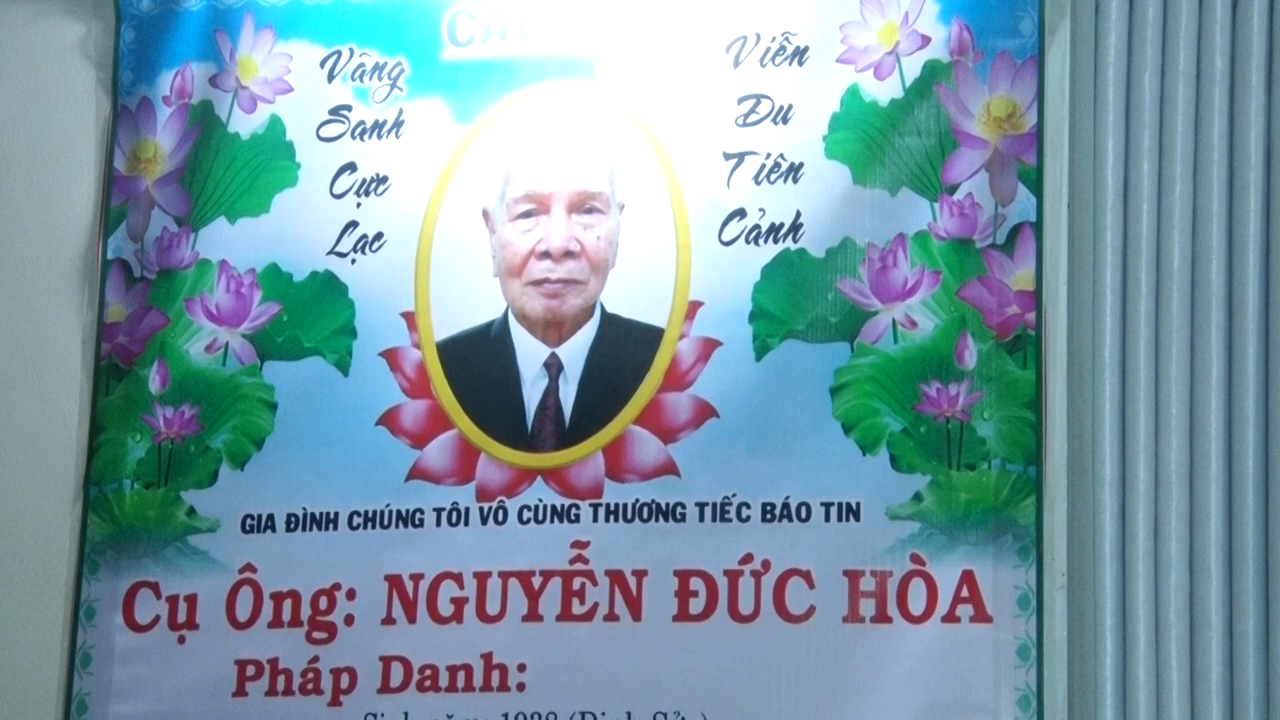 Vãng
Sanh
Cực
Lạc
Viễn
Du
Tiên
Cảnh
GIA ĐÌNH CHÚNG TÔI VÔ CÙNG THƯƠNG TIẾC BÁO TIN
Cụ Ông: NGUYỄN ĐỨC HÒA
Pháp Danh: